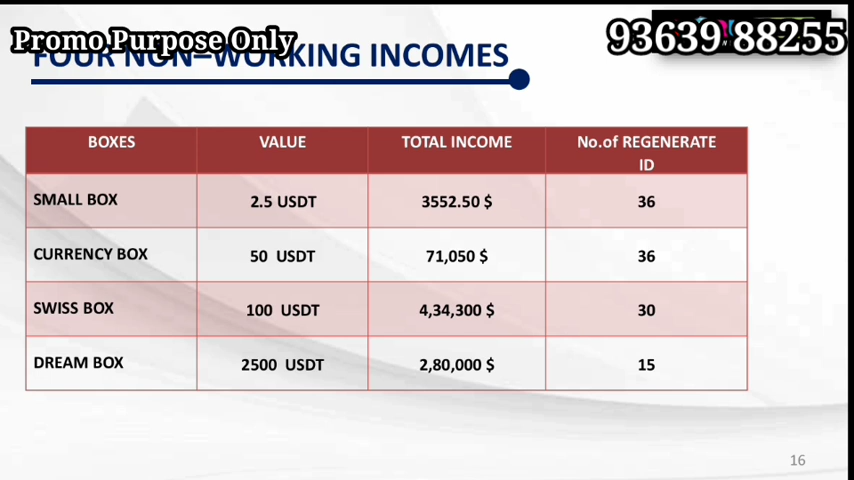 Promo Purpose Only
93639 88255
FOUR NON–WORKING INCOMES
BOXES VALUE TOTAL INCOME No.of REGENERATE ID
SMALL BOX 2.5 USDT 3552.50 $ 36
CURRENCY BOX 50 USDT 71,050 $ 36
SWISS BOX 100 USDT 4,34,300 $ 30
DREAM BOX 2500 USDT 2,80,000 $ 15
16